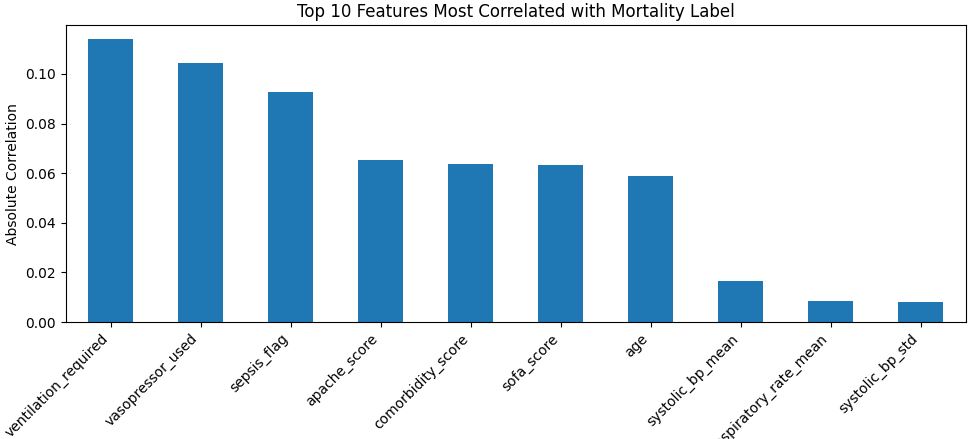 Top 10 Features Most Correlated with Mortality Label
Absolute Correlation
0.10
0.08
0.06
0.04
0.02
0.00
ventilation_required
vasopressor_used
sepsis_flag
apache_score
comorbidity_score
sofa_score
age
systolic_bp_mean
spiratory_rate_mean
systolic_bp_std